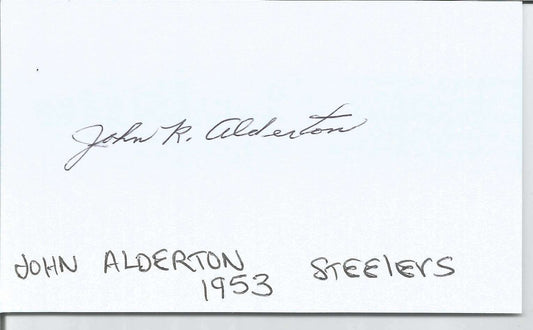 John R. Alderton
JOHN ALDERTON STEElErS
1953